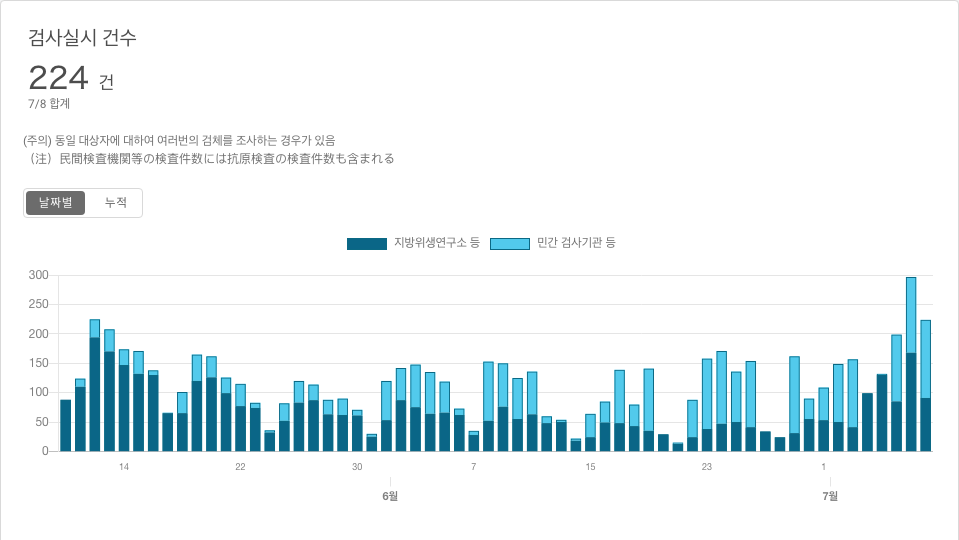 검사실시 건수
224 건
7/8 합계
(주의) 동일 대상자에 대하여 여러번의 검체를 조사하는 경우가 있음
（注）民間検査機関等の検査件数には抗原検査の検査件数も含まれる
날짜별 누적
지방위생연구소 등 민간 검사기관 등
300
250
200
150
100
50
0
14 22 30 7 15 23 1
6월 7월